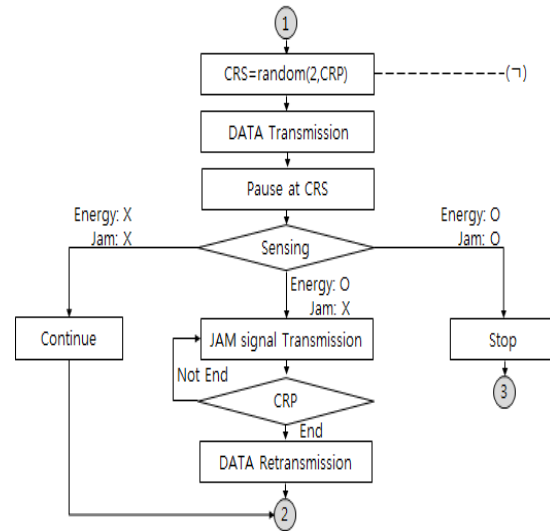 1
CRS=random(2,CRP)
(ㄱ)
DATA Transmission
Pause at CRS
Energy: X
Jam: X
Sensing
Energy: O
Jam: O
Energy: O
Jam: X
Continue
JAM signal Transmission
Stop
Not End
CRP
3
End
DATA Retransmission
2